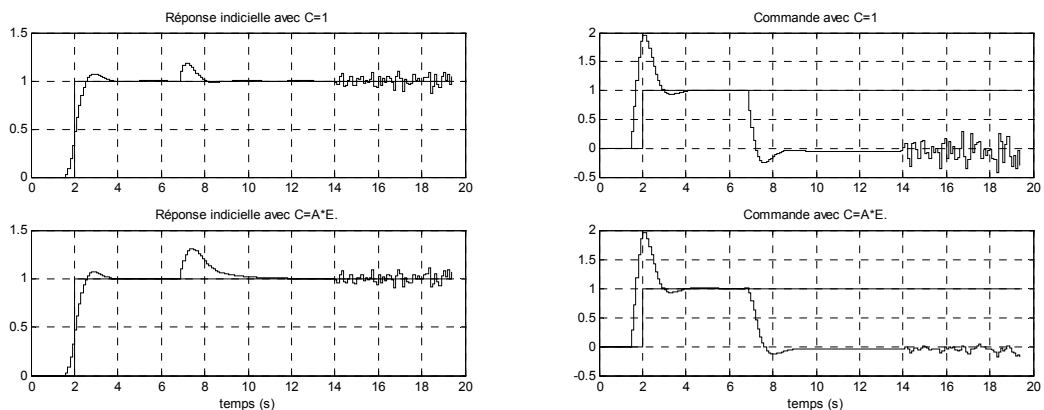 Réponse indicielle avec C=1
1.5
1
0.5
0
0 2 4 6 8 10 12 14 16 18 20
Commande avec C=1
2
1.5
1
0.5
0
-0.5
0 2 4 6 8 10 12 14 16 18 20
Réponse indicielle avec C=A*E.
1.5
1
0.5
0
0 2 4 6 8 10 12 14 16 18 20
temps (s)
Commande avec C=A*E.
2
1.5
1
0.5
0
-0.5
0 2 4 6 8 10 12 14 16 18 20
temps (s)